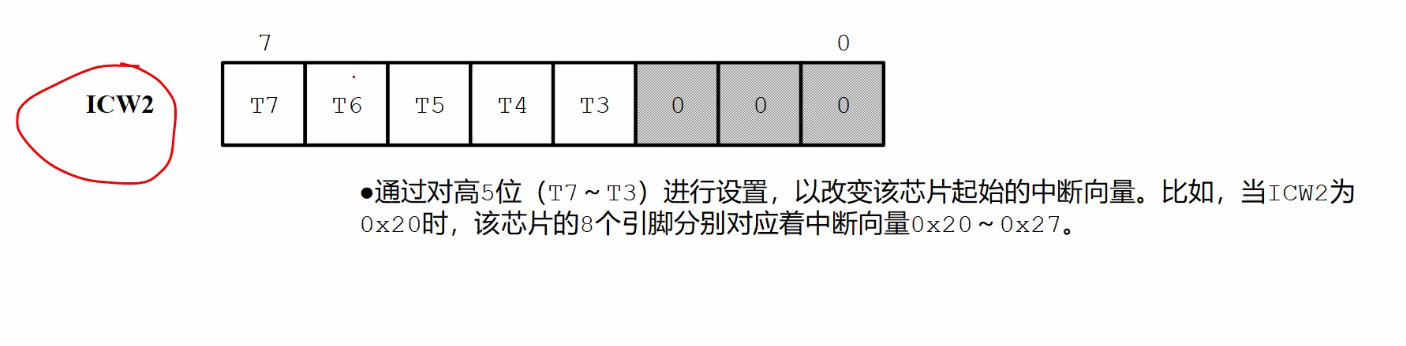 7 0
ICW2 T7 T6 T5 T4 T3 0 0 0
●通过对高5位（T7～T3）进行设置，以改变该芯片起始的中断向量。比如，当ICW2为
0x20时，该芯片的8个引脚分别对应着中断向量0x20～0x27。